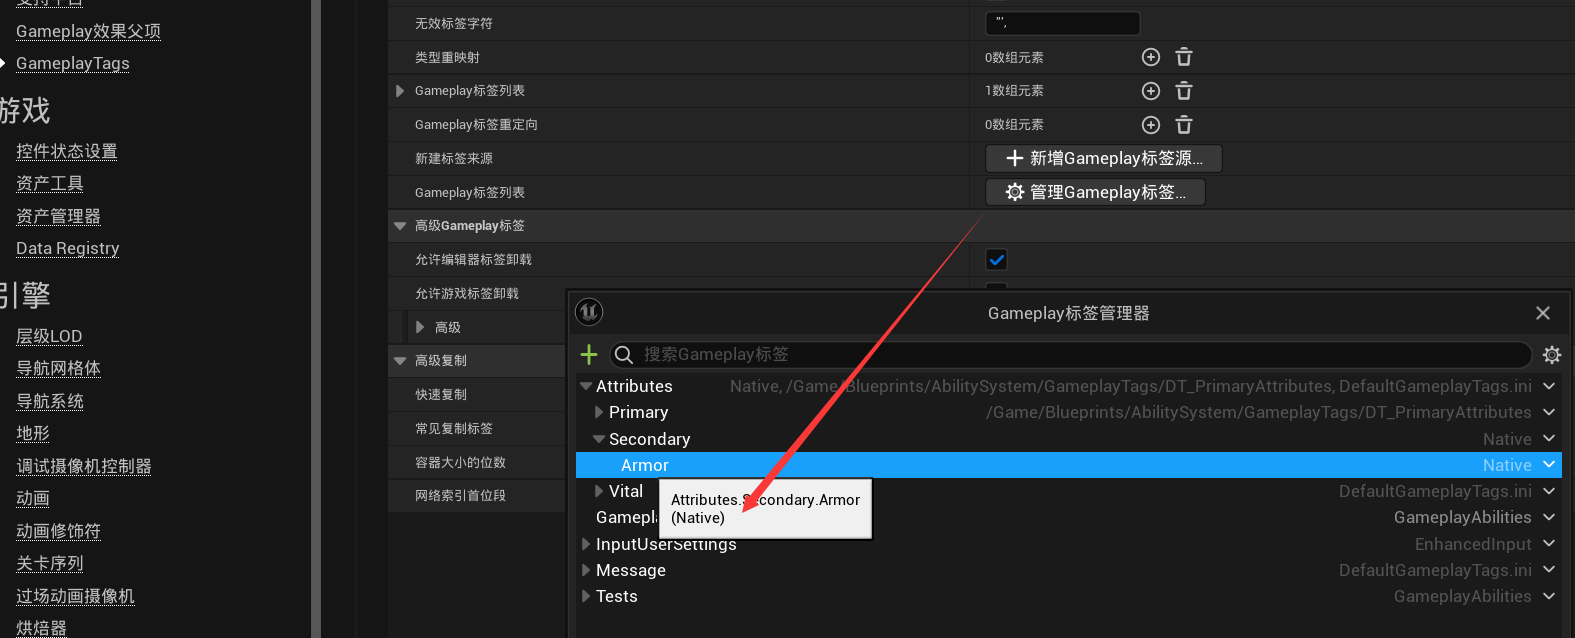 支持平台
Gameplay效果父项
GameplayTags
游戏
控件状态设置
资产工具
资产管理器
Data Registry
引擎
层级LOD
导航网格体
导航系统
地形
调试摄像机控制器
动画
动画修饰符
关卡序列
过场动画摄像机
烘焙器
无效标签字符
"',
类型重映射
0数组元素
Gameplay标签列表
1数组元素
Gameplay标签重定向
0数组元素
新建标签来源
新增Gameplay标签源...
Gameplay标签列表
管理Gameplay标签...
高级Gameplay标签
允许编辑器标签卸载
允许游戏标签卸载
高级
高级复制
快速复制
常见复制标签
容器大小的位数
网络索引首位段
Gameplay标签管理器
搜索Gameplay标签
Attributes
Native, /Game/Blueprints/AbilitySystem/GameplayTags/DT_PrimaryAttributes, DefaultGameplayTags.ini
Primary
/Game/Blueprints/AbilitySystem/GameplayTags/DT_PrimaryAttributes
Secondary
Native
Armor
Native
Vital
DefaultGameplayTags.ini
Attributes.Secondary.Armor
(Native)
GameplayAbilities
InputUserSettings
EnhancedInput
Message
DefaultGameplayTags.ini
Tests
GameplayAbilities